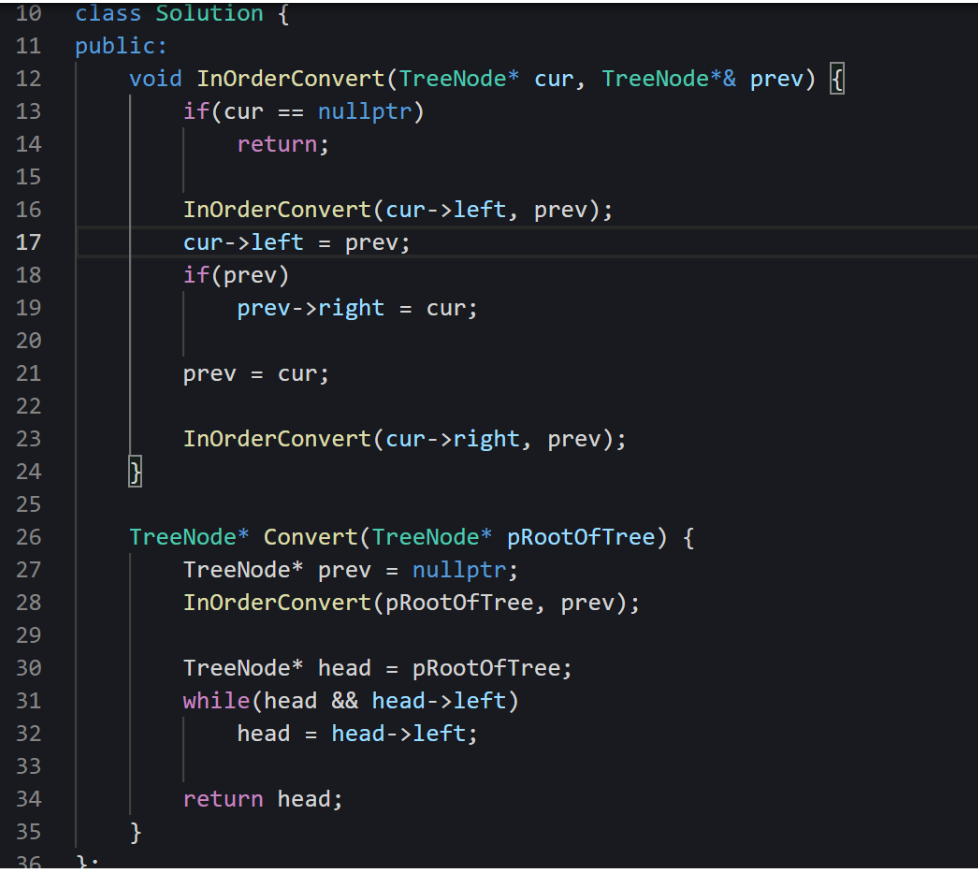 10 class Solution {
11 public:
12     void InOrderConvert(TreeNode* cur, TreeNode*& prev) {
13         if(cur == nullptr)
14             return;
15
16         InOrderConvert(cur->left, prev);
17         cur->left = prev;
18         if(prev)
19             prev->right = cur;
20
21         prev = cur;
22
23         InOrderConvert(cur->right, prev);
24     }
25
26     TreeNode* Convert(TreeNode* pRootOfTree) {
27         TreeNode* prev = nullptr;
28         InOrderConvert(pRootOfTree, prev);
29
30         TreeNode* head = pRootOfTree;
31         while(head && head->left)
32             head = head->left;
33
34         return head;
35     }
36 };